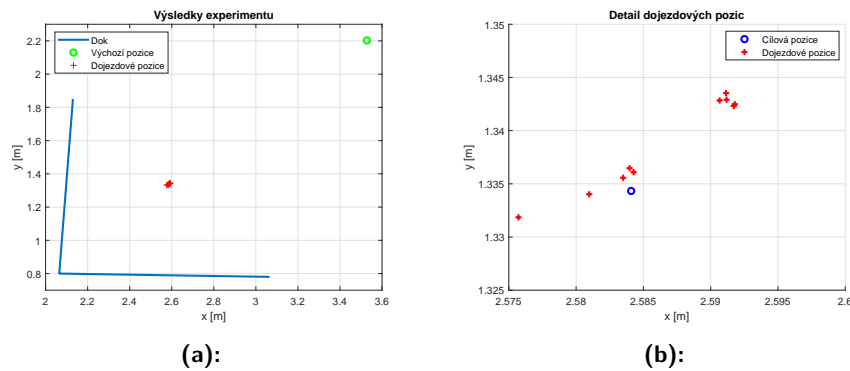 Výsledky experimentu
Dok
Výchozí pozice
Dojezdové pozice
y [m]
2.2
2
1.8
1.6
1.4
1.2
1
0.8
2 2.2 2.4 2.6 2.8 3 3.2 3.4 3.6
x [m]
(a):
Detail dojezdových pozic
Cílová pozice
Dojezdové pozice
y [m]
1.35
1.345
1.34
1.335
1.33
1.325
2.575 2.58 2.585 2.59 2.595 2.6
x [m]
(b):